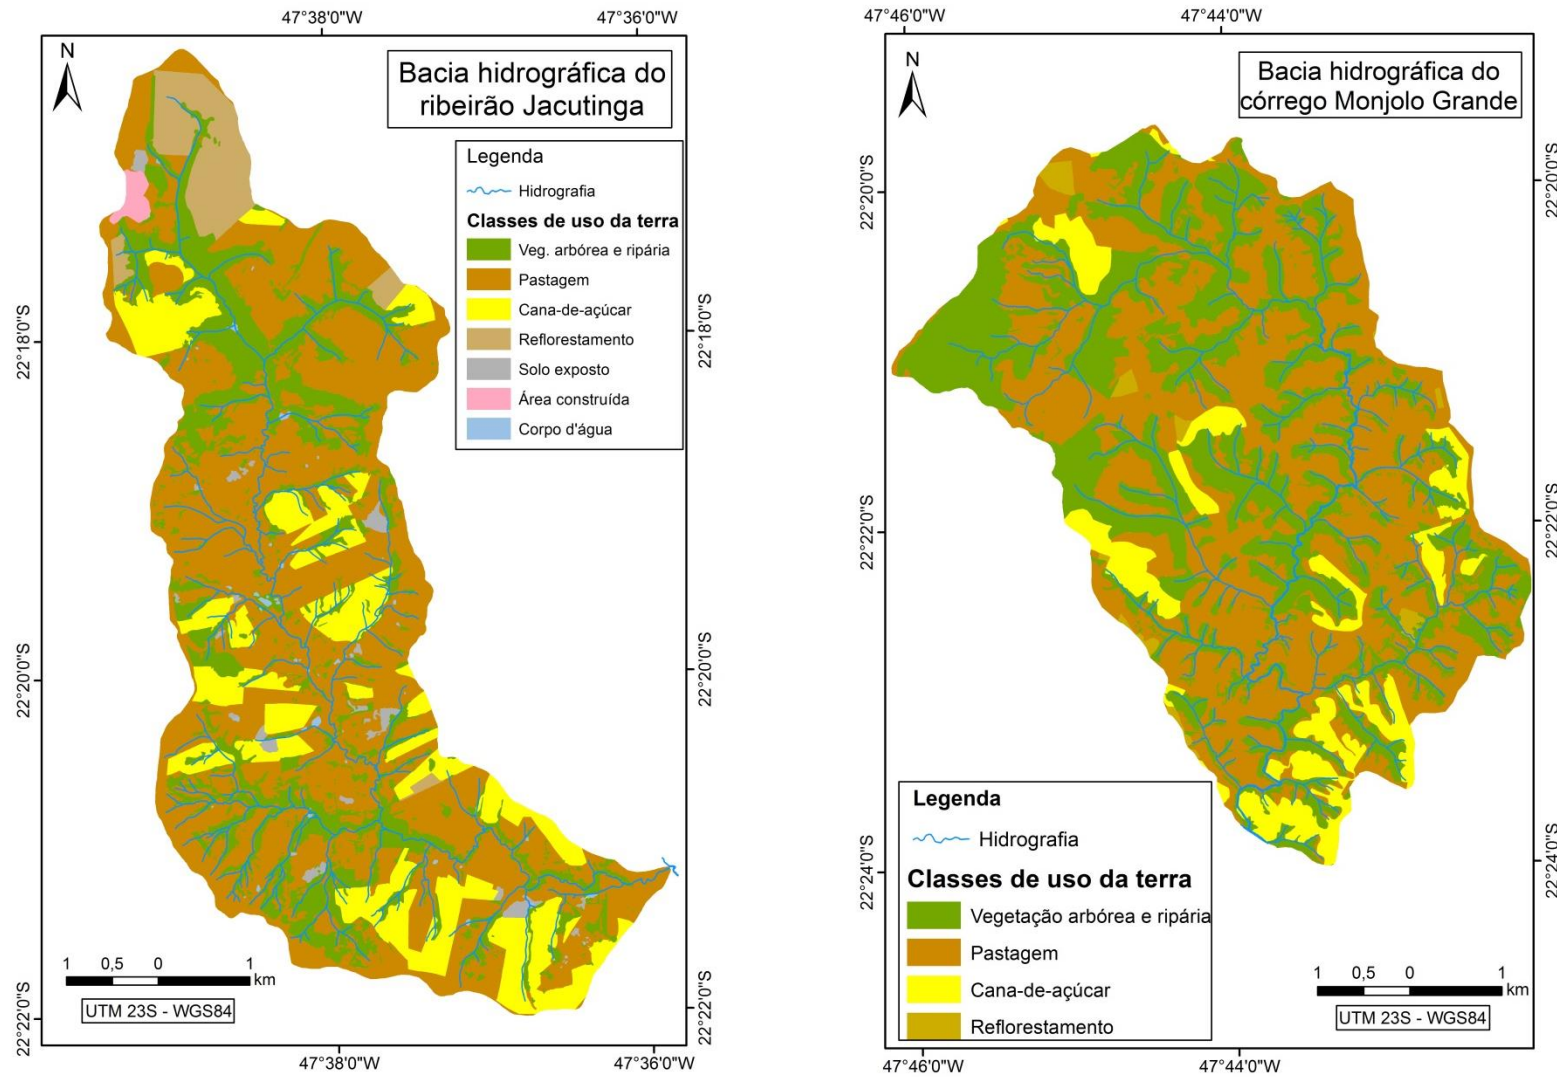 47°38'0"W
47°36'0"W
N
Bacia hidrográfica do
ribeirão Jacutinga
Legenda
Hidrografia
Classes de uso da terra
Veg. arbórea e ripária
Pastagem
Cana-de-açúcar
Reflorestamento
Solo exposto
Área construída
Corpo d'água
22°18'0"S
22°18'0"S
22°20'0"S
22°20'0"S
22°22'0"S
22°22'0"S
1 0,5 0 1
km
UTM 23S - WGS84
47°38'0"W
47°36'0"W
47°46'0"W
47°44'0"W
N
Bacia hidrográfica do
córrego Monjolo Grande
22°20'0"S
22°20'0"S
22°22'0"S
22°22'0"S
22°24'0"S
22°24'0"S
Legenda
Hidrografia
Classes de uso da terra
Vegetação arbórea e ripária
Pastagem
Cana-de-açúcar
Reflorestamento
1 0,5 0 1
km
UTM 23S - WGS84
47°46'0"W
47°44'0"W